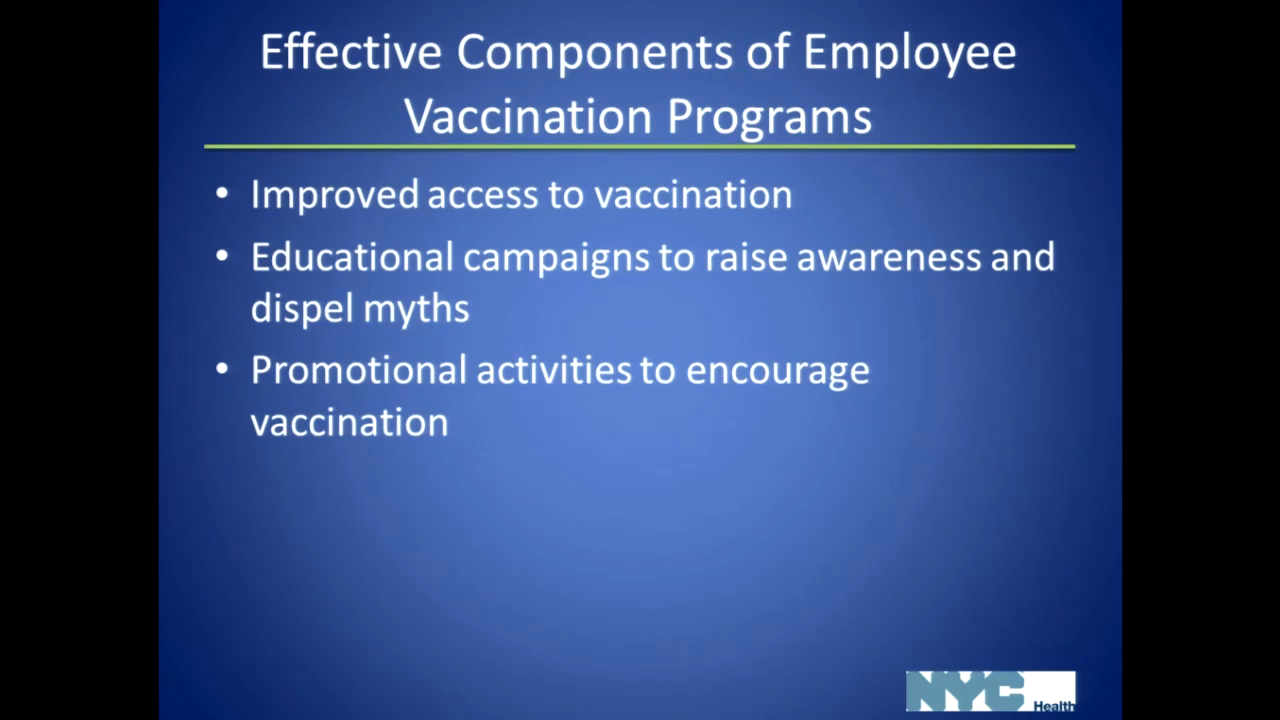 Effective Components of Employee
Vaccination Programs
• Improved access to vaccination
• Educational campaigns to raise awareness and
dispel myths
• Promotional activities to encourage
vaccination
NYC
Health